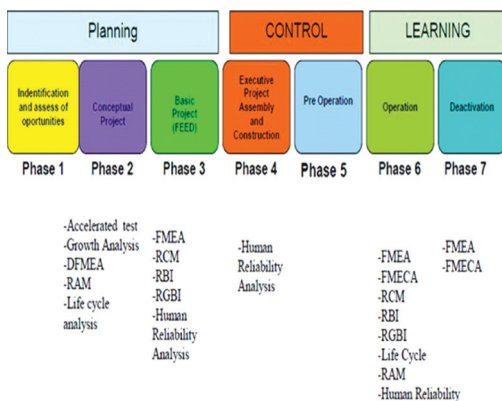 Planning
CONTROL
LEARNING
Indentification
and assess of
oportunities
Conceptual
Project
Basic
Project
(FEED)
Executive
Project
Assembly
and
Construction
Pre Operation
Operation
Deactivation
Phase 1
Phase 2
Phase 3
Phase 4
Phase 5
Phase 6
Phase 7
-Accelerated test
-Growth Analysis
-DFMEA
-RAM
-Life cycle
analysis
-FMEA
-RCM
-RBI
-RGBI
-Human
Reliability
Analysis
-Human
Reliability
Analysis
-FMEA
-FMECA
-RCM
-RBI
-RGBI
-Life Cycle
-RAM
-Human Reliability
-FMEA
-FMECA